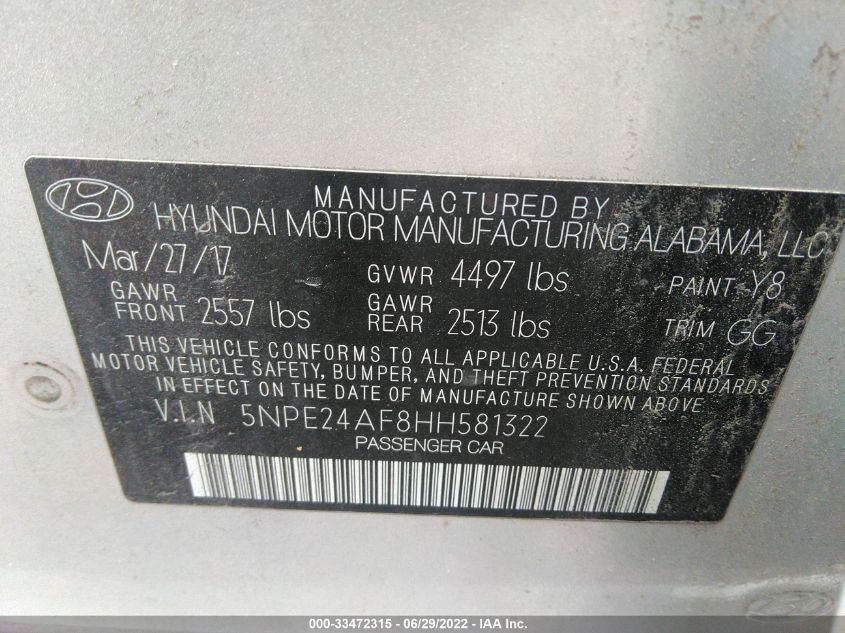 MANUFACTURED BY
HYUNDAI MOTOR MANUFACTURING ALABAMA, LLC
Mar/27/17 GVWR 4497 lbs PAINT Y8
GAWR FRONT 2557 lbs GAWR REAR 2513 lbs TRIM GG
THIS VEHICLE CONFORMS TO ALL APPLICABLE U.S.A. FEDERAL
MOTOR VEHICLE SAFETY, BUMPER, AND THEFT PREVENTION STANDARDS
IN EFFECT ON THE DATE OF MANUFACTURE SHOWN ABOVE.
V.I.N 5NPE24AF8HH581322
PASSENGER CAR
000-33472315 - 06/29/2022 - IAA Inc.